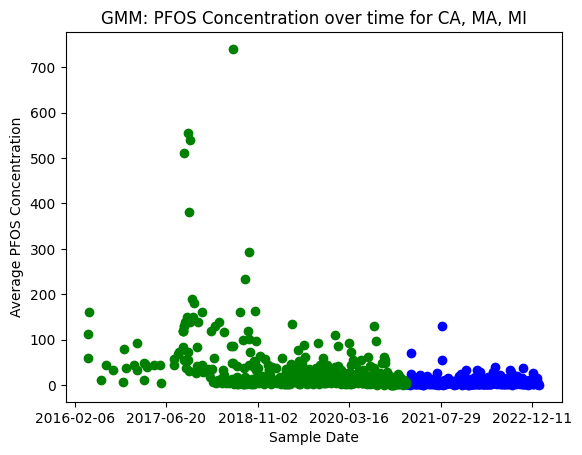 GMM: PFOS Concentration over time for CA, MA, MI
Average PFOS Concentration
700
600
500
400
300
200
100
0
2016-02-06 2017-06-20 2018-11-02 2020-03-16 2021-07-29 2022-12-11
Sample Date